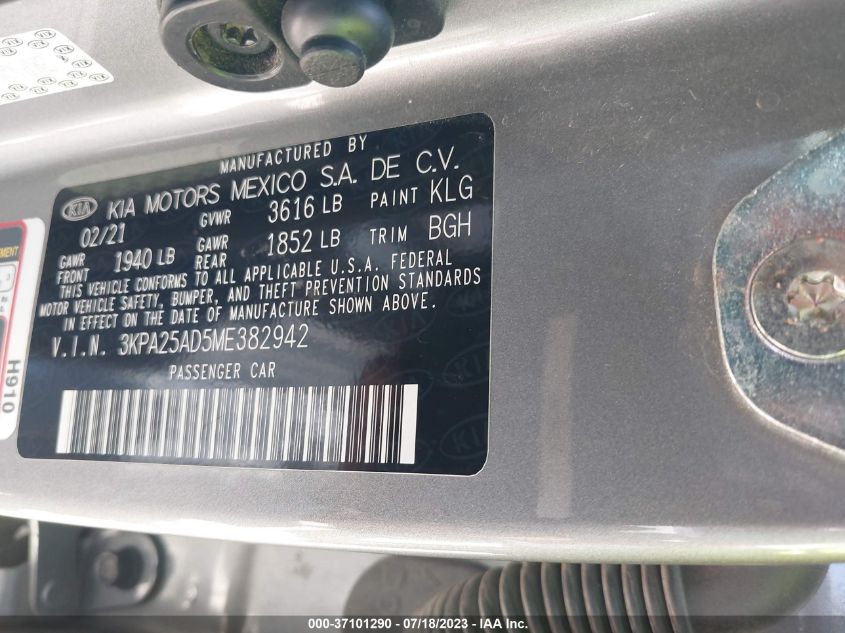 MANUFACTURED BY
KIA KIA MOTORS MEXICO S.A. DE C.V.
02/21 GVWR 3616 LB PAINT KLG
GAWR FRONT 1940 LB GAWR REAR 1852 LB TRIM BGH
THIS VEHICLE CONFORMS TO ALL APPLICABLE U.S.A. FEDERAL
MOTOR VEHICLE SAFETY, BUMPER, AND THEFT PREVENTION STANDARDS
IN EFFECT ON THE DATE OF MANUFACTURE SHOWN ABOVE.
V.I.N. 3KPA25AD5ME382942
PASSENGER CAR
H910
000-37101290 - 07/18/2023 - IAA Inc.